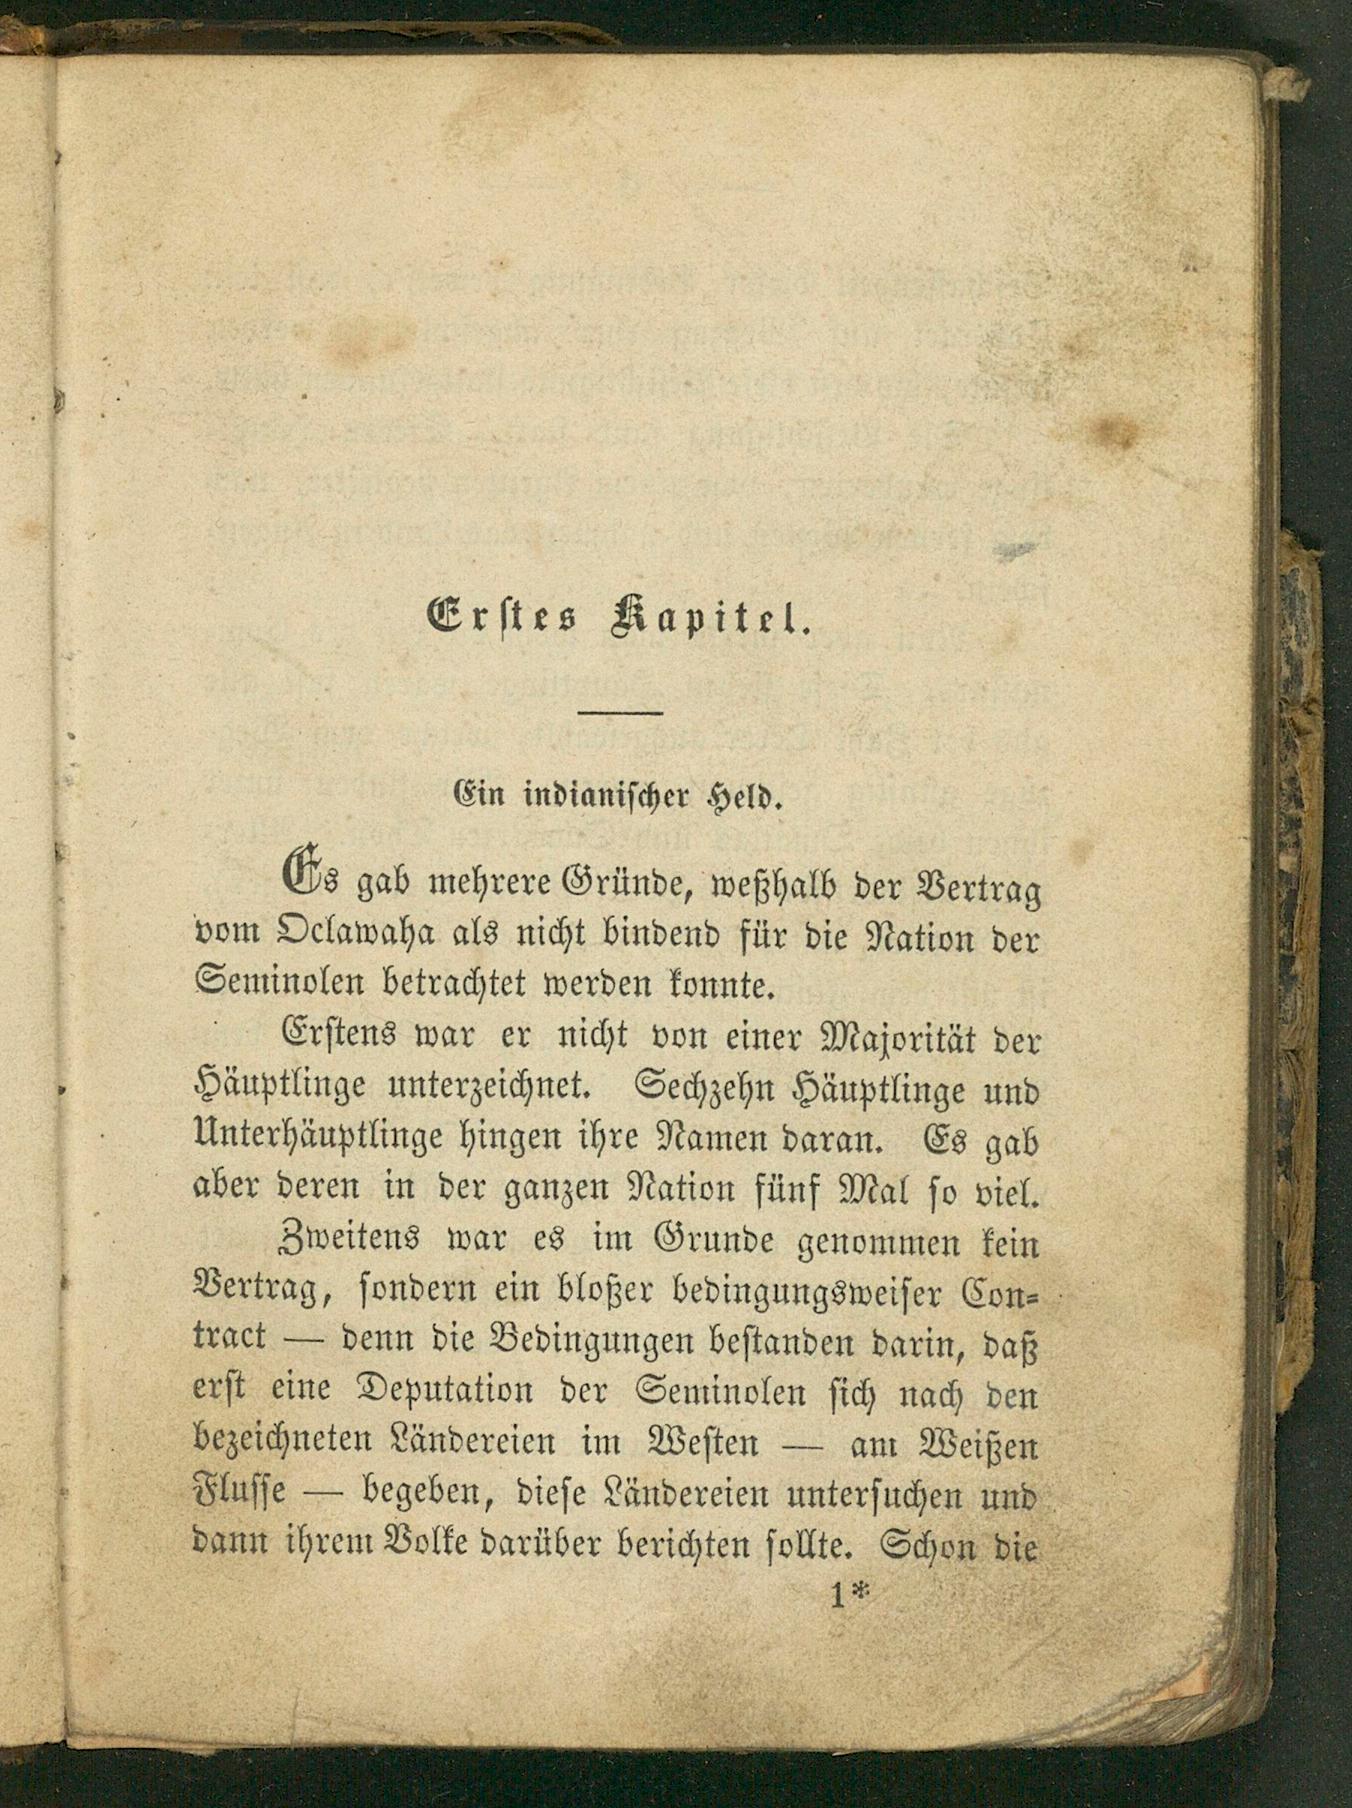 Erstes Kapitel.
Ein indianischer Held.
Es gab mehrere Gründe, weßhalb der Vertrag
vom Oclawaha als nicht bindend für die Nation der
Seminolen betrachtet werden konnte.
Erstens war er nicht von einer Majorität der
Häuptlinge unterzeichnet. Sechzehn Häuptlinge und
Unterhäuptlinge hingen ihre Namen daran. Es gab
aber deren in der ganzen Nation fünf Mal so viel.
Zweitens war es im Grunde genommen kein
Vertrag, sondern ein bloßer bedingungsweiser Con-
tract — denn die Bedingungen bestanden darin, daß
erst eine Deputation der Seminolen sich nach den
bezeichneten Ländereien im Westen — am Weißen
Flusse — begeben, diese Ländereien untersuchen und
dann ihrem Volke darüber berichten sollte. Schon die
1*